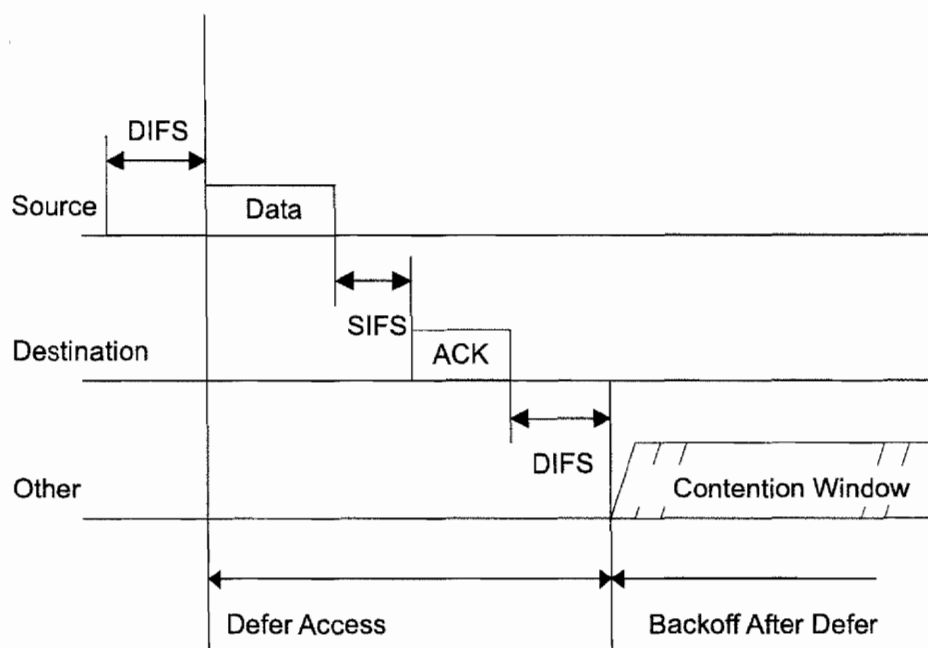 DIFS
Source
Data
SIFS
Destination
ACK
DIFS
Other
Contention Window
Defer Access
Backoff After Defer